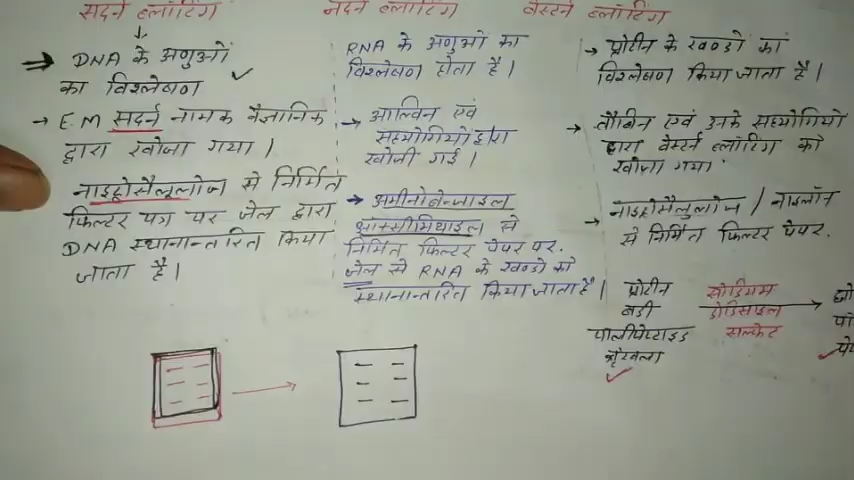 सदर्न ब्लॉटिंग
DNA के अणुओं
का विश्लेषण
E.M सदर्न नामक वैज्ञानिक
द्वारा खोजा गया।
नाइट्रोसैलूलोज से निर्मित
फिल्टर पत्र पर जेल द्वारा
DNA स्थानान्तरित किया
जाता है।
नदर्न ब्लॉटिंग
RNA के अणुओं का
विश्लेषण होता है।
आल्विन एवं
सहयोगियों द्वारा
खोजी गई।
अमीनोबेन्जाइल
ऑक्सीमिथाइल से
निर्मित फिल्टर पेपर पर.
जेल से RNA के खण्डो को
स्थानान्तरित किया जाता है।
वेस्टर्न ब्लॉटिंग
प्रोटीन के खण्डों का
विश्लेषण किया जाता है।
तौबिन एवं उनके सहयोगियों
द्वारा वेस्टर्न ब्लॉटिंग को
खोजा गया
नाइट्रोसैलुलोज / नाइलॉन
से निर्मित फिल्टर पेपर.
प्रोटीन
बडी
पालीपेप्टाइड
श्रृंखला
सोडियम
डोडिसाइल
सल्फेट